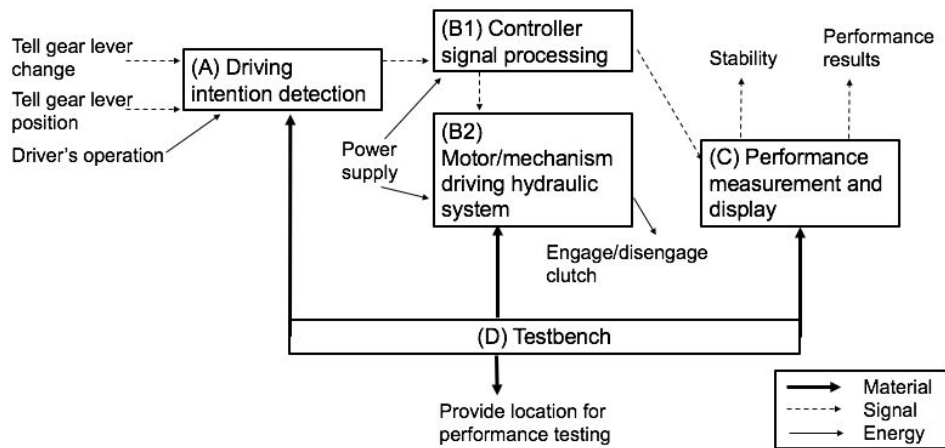 Tell gear lever
change
Tell gear lever
position
Driver's operation
(A) Driving
intention detection
(B1) Controller
signal processing
Power
supply
(B2)
Motor/mechanism
driving hydraulic
system
Engage/disengage
clutch
Stability
Performance
results
(C) Performance
measurement and
display
(D) Testbench
Provide location for
performance testing
Material
Signal
Energy